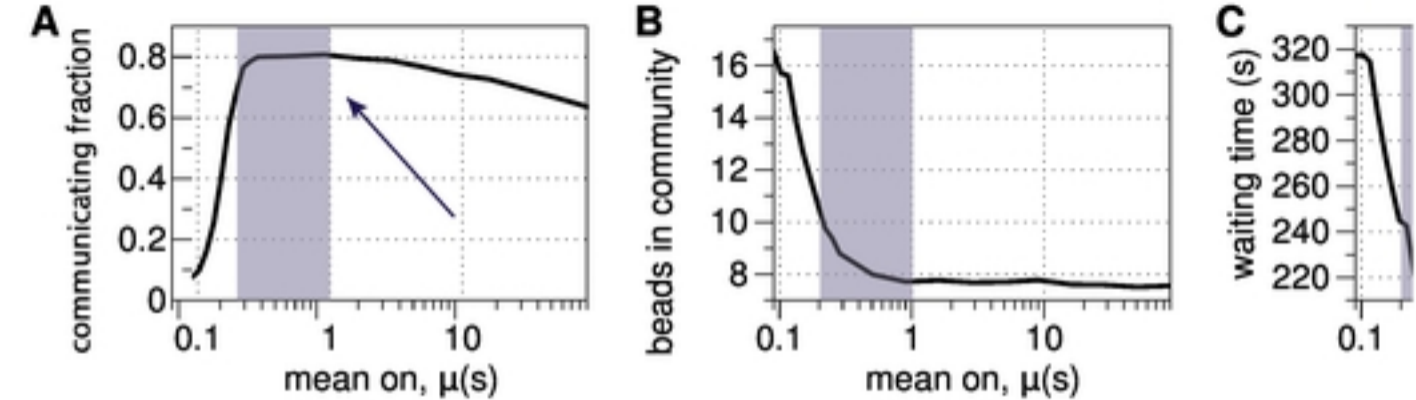 A
communicating fraction
0.8
0.6
0.4
0.2
0
0.1
1
10
mean on, µ(s)
B
beads in community
16
14
12
10
8
0.1
1
10
mean on, µ(s)
C
waiting time (s)
320
300
280
260
240
220
0.1